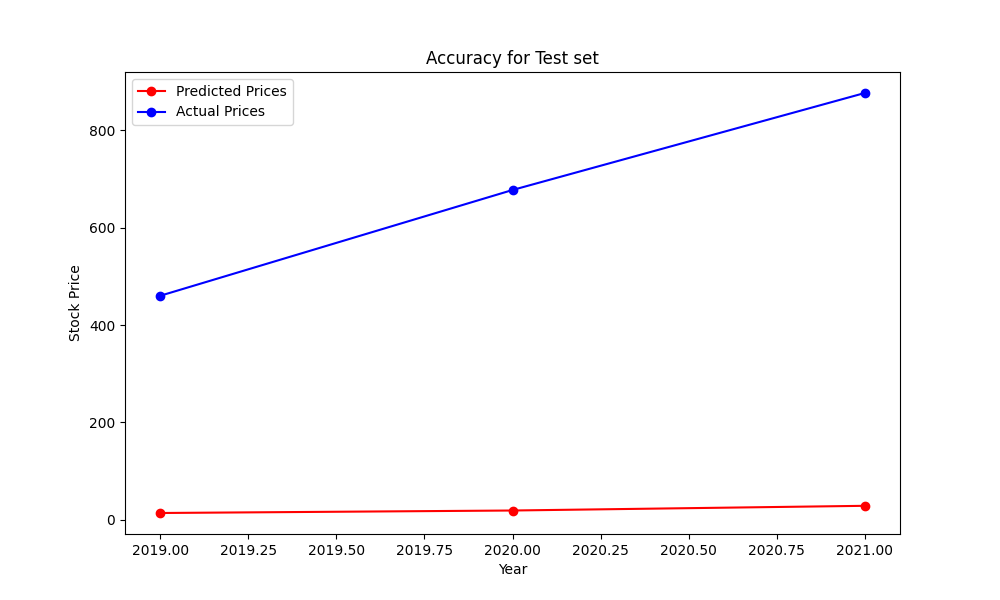 Accuracy for Test set
Predicted Prices
Actual Prices
800
600
400
200
0
Stock Price
2019.00 2019.25 2019.50 2019.75 2020.00 2020.25 2020.50 2020.75 2021.00
Year